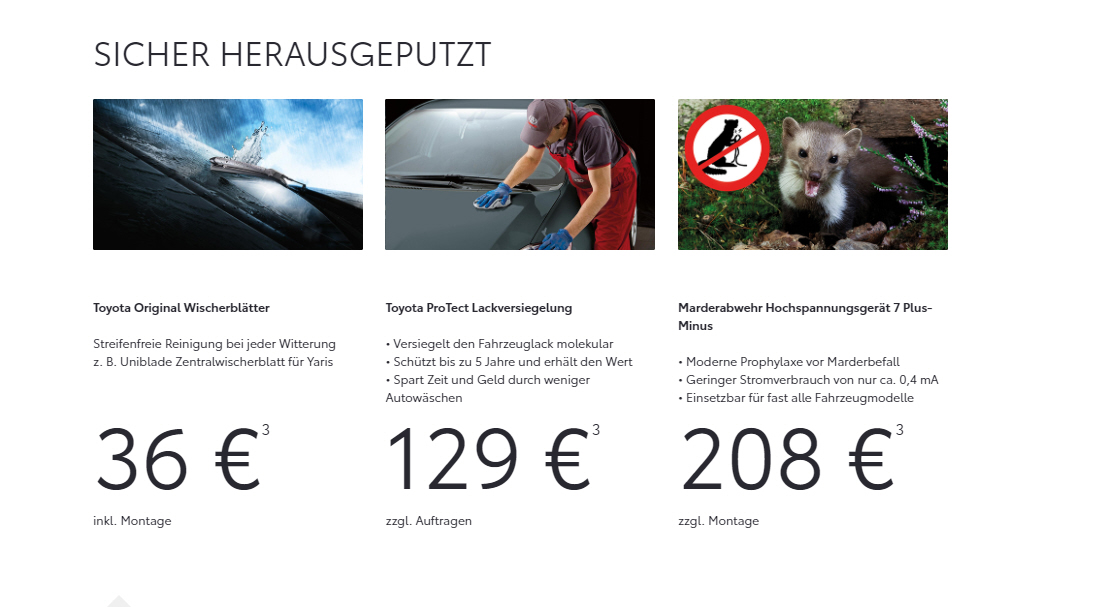 SICHER HERAUSGEPUTZT
Toyota Original Wischerblätter
Streifenfreie Reinigung bei jeder Witterung
z. B. Uniblade Zentralwischerblatt für Yaris
36 €3
inkl. Montage
Toyota ProTect Lackversiegelung
• Versiegelt den Fahrzeuglack molekular
• Schützt bis zu 5 Jahre und erhält den Wert
• Spart Zeit und Geld durch weniger
Autowäschen
129 €3
zzgl. Auftragen
Marderabwehr Hochspannungsgerät 7 Plus-
Minus
• Moderne Prophylaxe vor Marderbefall
• Geringer Stromverbrauch von nur ca. 0,4 mA
• Einsetzbar für fast alle Fahrzeugmodelle
208 €3
zzgl. Montage